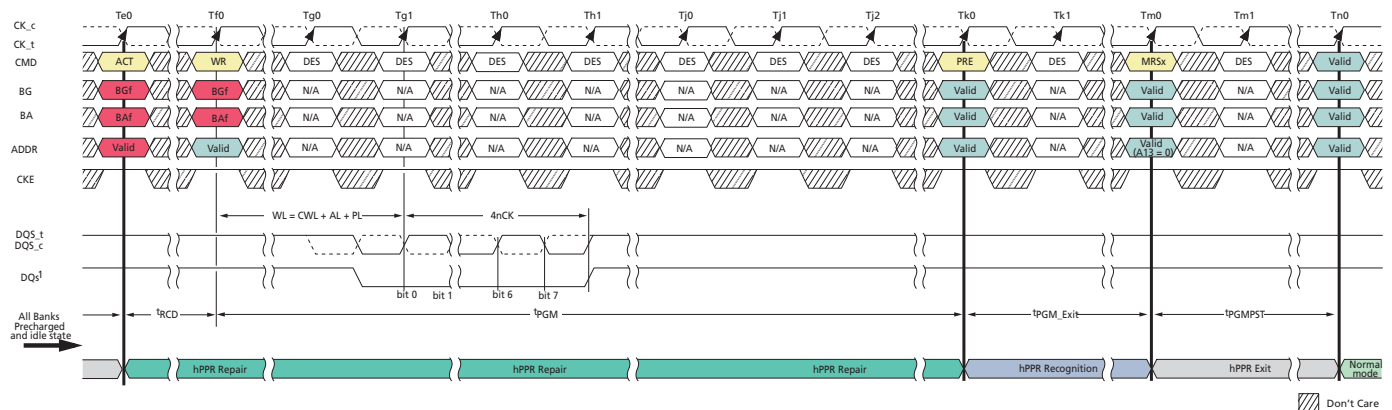 Te0 Tf0 Tg0 Tg1 Th0 Th1 Tj0 Tj1 Tj2 Tk0 Tk1 Tm0 Tm1 Tn0
CK_c
CK_t
CMD ACT WR DES DES DES DES DES DES DES PRE DES MRSx DES Valid
BG BGf BGf N/A N/A N/A N/A N/A N/A N/A Valid N/A Valid N/A Valid
BA BAf BAf N/A N/A N/A N/A N/A N/A N/A Valid N/A Valid N/A Valid
ADDR Valid Valid N/A N/A N/A N/A N/A N/A N/A Valid N/A Valid (A13 = 0) N/A Valid
CKE
WL = CWL + AL + PL 4nCK
DQS_t
DQS_c
DQs1
bit 0 bit 1 bit 6 bit 7
All Banks
Precharged
and idle state
tRCD tPGM tPGM_Exit tPGMPST
hPPR Repair hPPR Repair hPPR Repair hPPR Recognition hPPR Exit Normal
mode
Don't Care